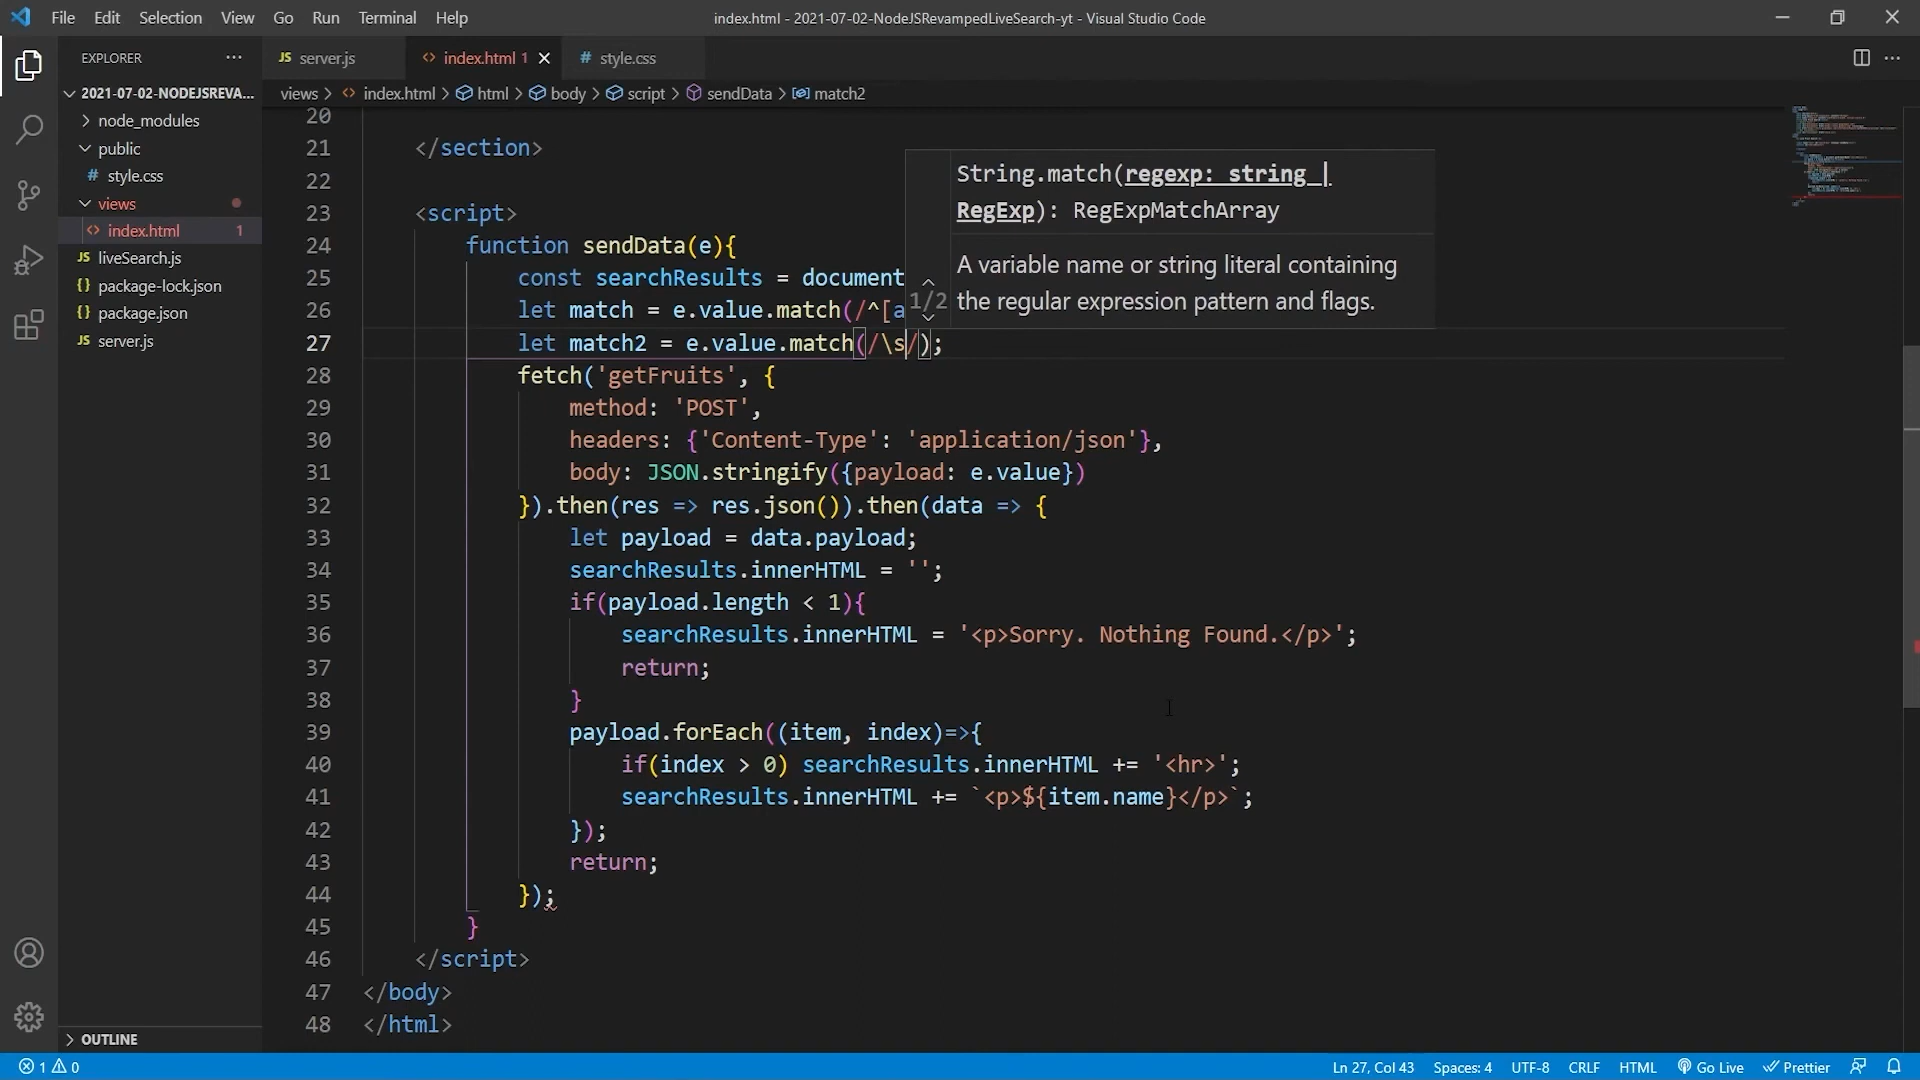 File Edit Selection View Go Run Terminal Help
index.html - 2021-07-02-NodeJSRevampedLiveSearch-yt - Visual Studio Code
EXPLORER ...
JS server.js
<> index.html 1 ×
# style.css
views > <> index.html > html > body > script > sendData > match2
2021-07-02-NODEJSREVA...
node_modules
public
# style.css
views
<> index.html 1
JS liveSearch.js
{} package-lock.json
{} package.json
JS server.js
OUTLINE
20
21 </section>
22
23 <script>
24 function sendData(e){
25 const searchResults = document
26 let match = e.value.match(/^[a
27 let match2 = e.value.match(/\s/);
28 fetch('getFruits', {
29 method: 'POST',
30 headers: {'Content-Type': 'application/json'},
31 body: JSON.stringify({payload: e.value})
32 }).then(res => res.json()).then(data => {
33 let payload = data.payload;
34 searchResults.innerHTML = '';
35 if(payload.length < 1){
36 searchResults.innerHTML = '<p>Sorry. Nothing Found.</p>';
37 return;
38 }
39 payload.forEach((item, index)=>{
40 if(index > 0) searchResults.innerHTML += '<hr>';
41 searchResults.innerHTML += `<p>${item.name}</p>`;
42 });
43 return;
44 });
45 }
46 </script>
47 </body>
48 </html>
String.match(regexp: string |
RegExp): RegExpMatchArray
1/2
A variable name or string literal containing
the regular expression pattern and flags.
1 0
Ln 27, Col 43 Spaces: 4 UTF-8 CRLF HTML Go Live Prettier